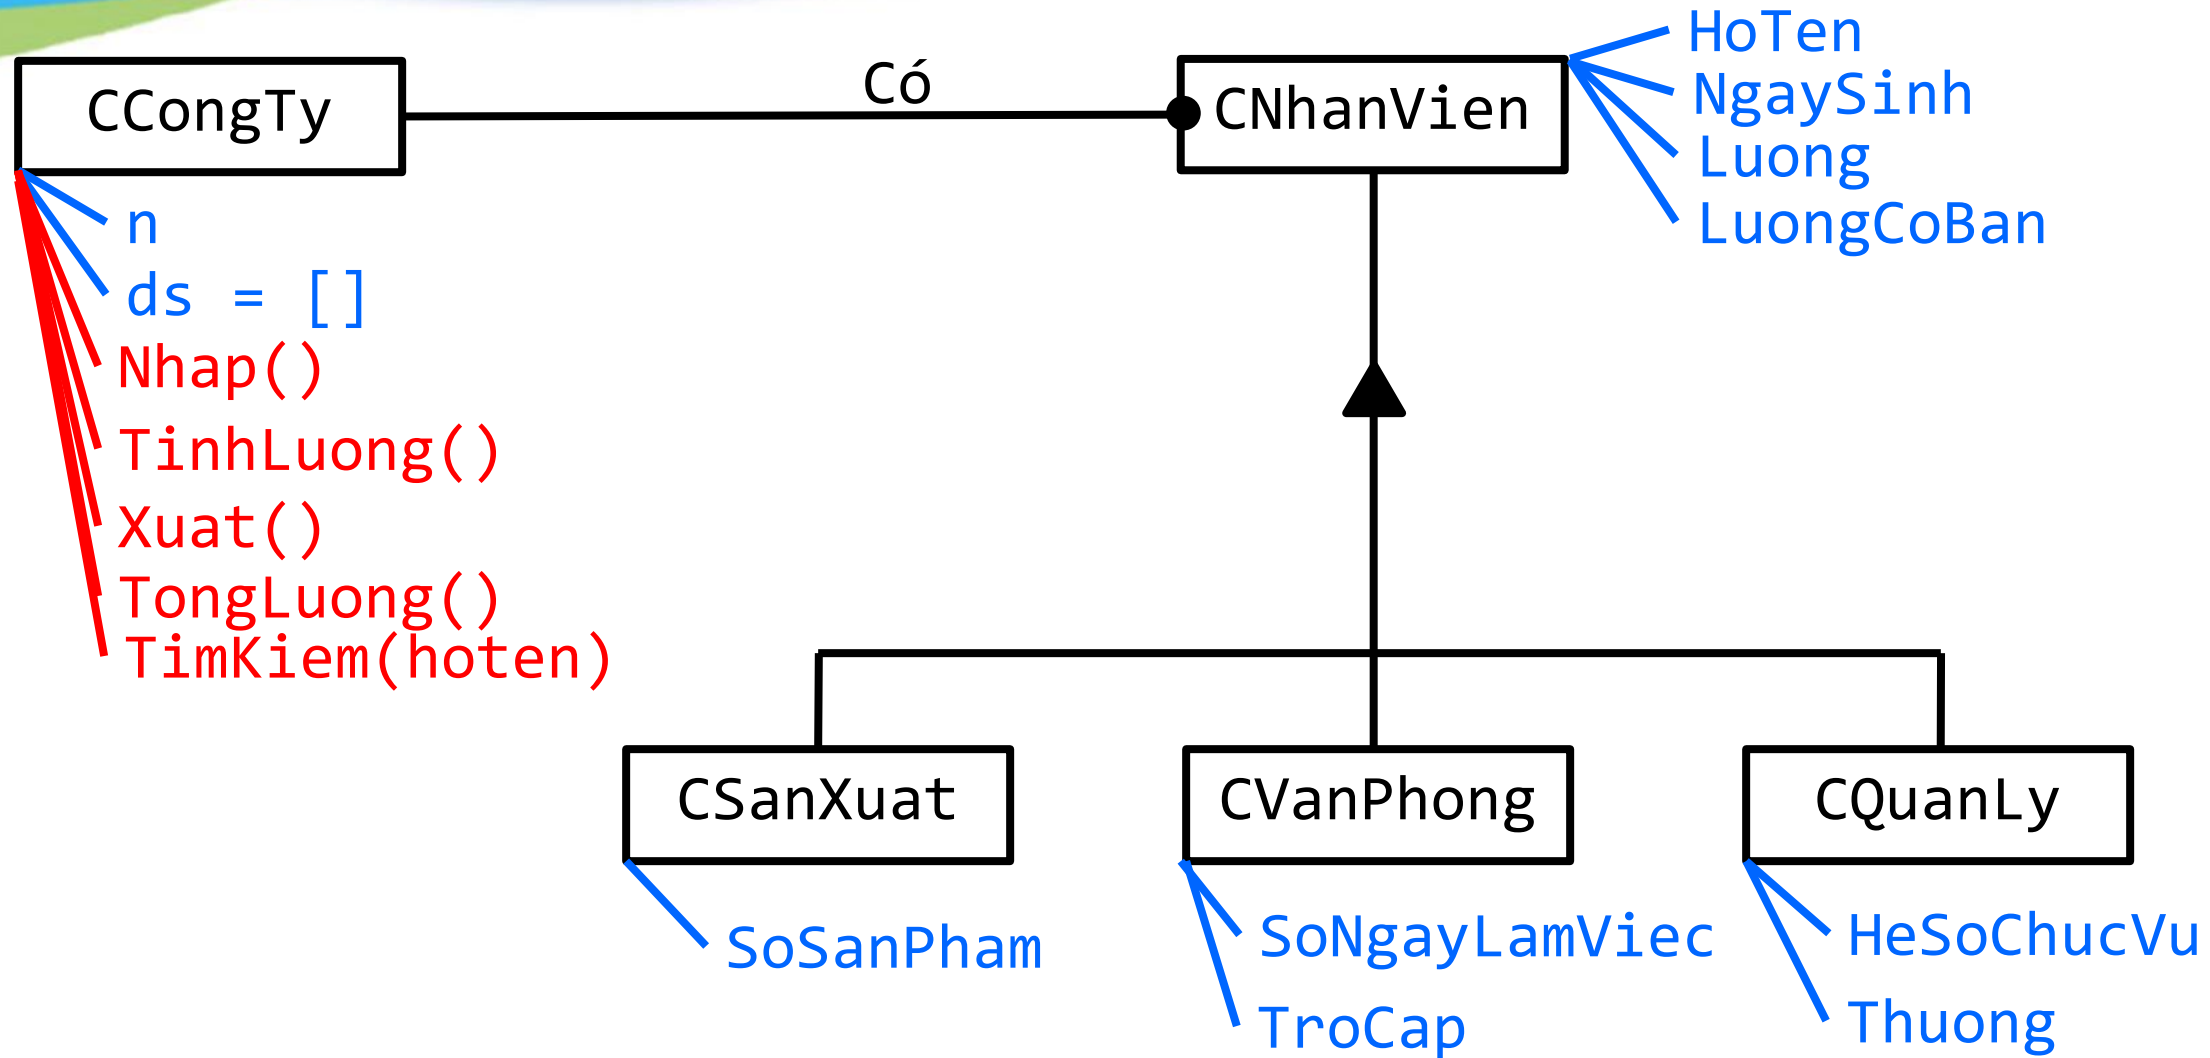 CCongTy
Có
CNhanVien
HoTen
NgaySinh
Luong
LuongCoBan
n
ds = []
Nhap()
TinhLuong()
Xuat()
TongLuong()
TimKiem(hoten)
CSanXuat
CVanPhong
CQuanLy
SoSanPham
SoNgayLamViec
TroCap
HeSoChucVu
Thuong